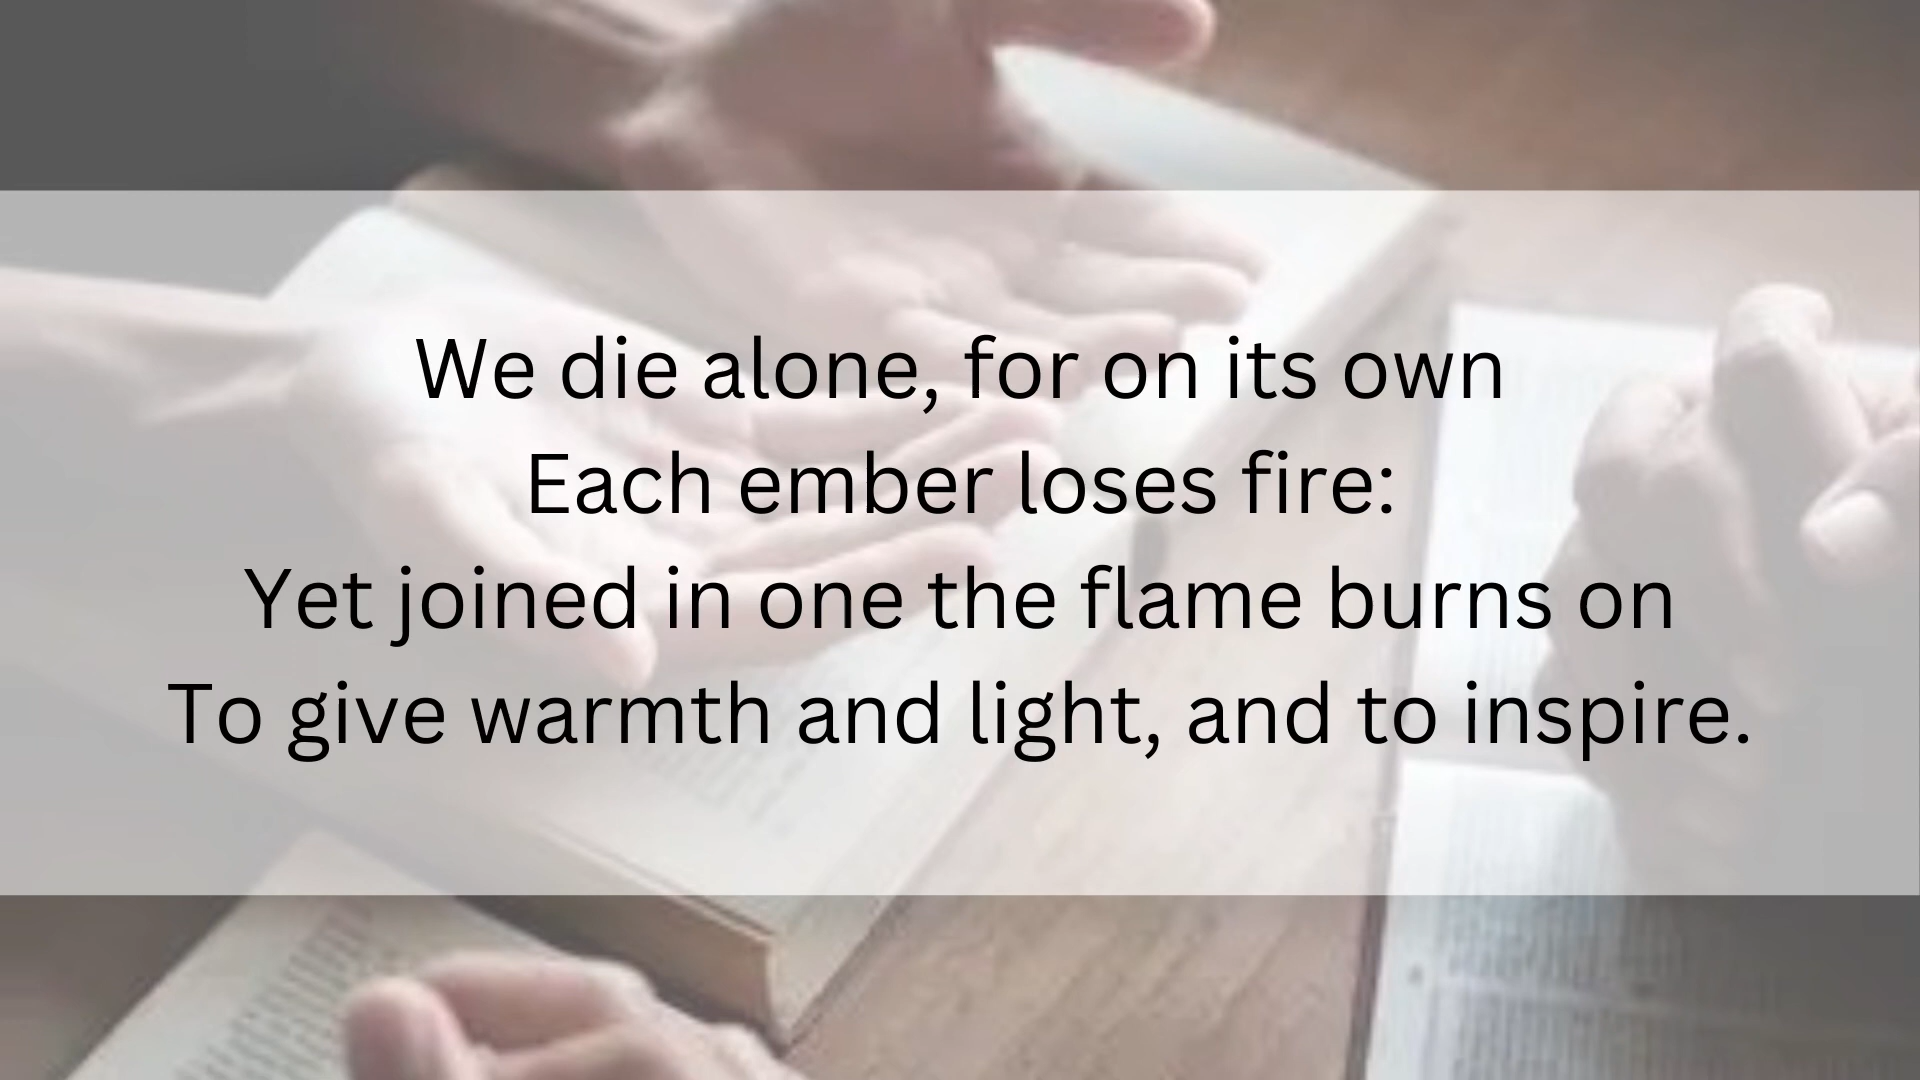 We die alone, for on its own
Each ember loses fire:
Yet joined in one the flame burns on
To give warmth and light, and to inspire.